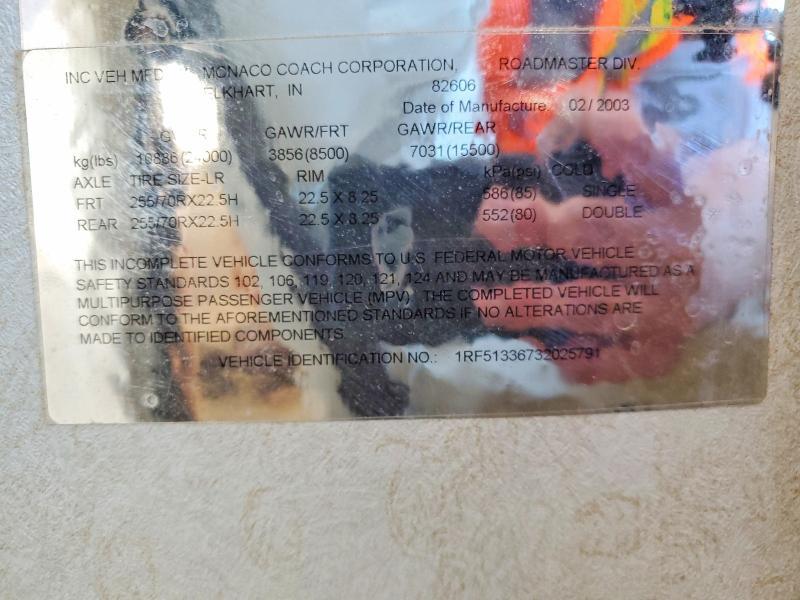 INC VEH MFD MONACO COACH CORPORATION, ROADMASTER DIV.
ELKHART, IN 82606
Date of Manufacture 02/2003
GAWR/FRT GAWR/REAR
kg(lbs) 10886(24000) 3856(8500) 7031(15500)
AXLE TIRE SIZE-LR RIM kPa(psi) COLD
FRT 255/70RX22.5H 22.5 X 8.25 586(85) SINGLE
REAR 255/70RX22.5H 22.5 X 8.25 552(80) DOUBLE
THIS INCOMPLETE VEHICLE CONFORMS TO U.S FEDERAL MOTOR VEHICLE
SAFETY STANDARDS 102, 106, 119, 120, 121, 124 AND MAY BE MANUFACTURED AS A
MULTIPURPOSE PASSENGER VEHICLE (MPV) THE COMPLETED VEHICLE WILL
CONFORM TO THE AFOREMENTIONED STANDARDS IF NO ALTERATIONS ARE
MADE TO IDENTIFIED COMPONENTS
VEHICLE IDENTIFICATION NO.: 1RF51336732025791